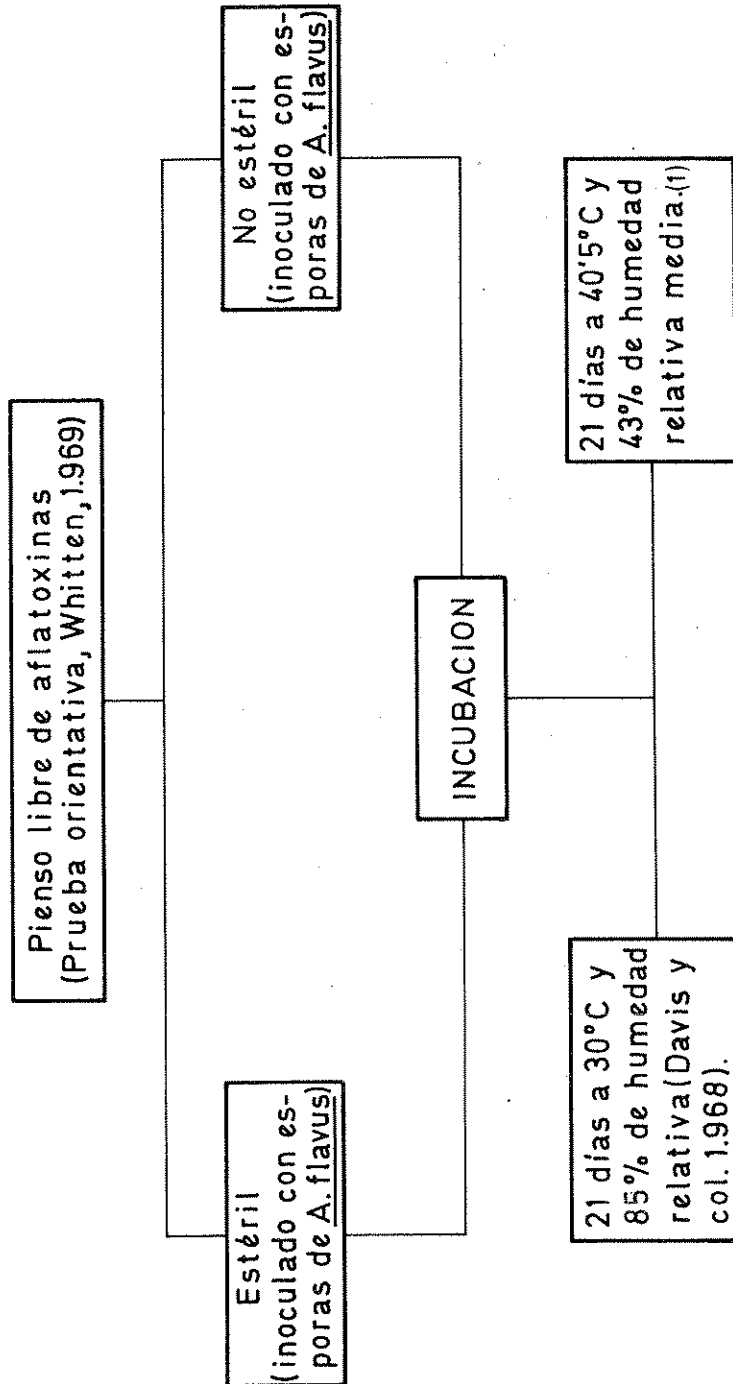 Pienso libre de aflatoxinas
(Prueba orientativa, Whitten, 1.969)
Estéril
(inoculado con es-
poras de A. flavus)
No estéril
(inoculado con es-
poras de A. flavus)
INCUBACION
21 días a 30°C y
85% de humedad
relativa (Davis y
col. 1.968).
21 días a 40'5°C y
43% de humedad
relativa media.(1)